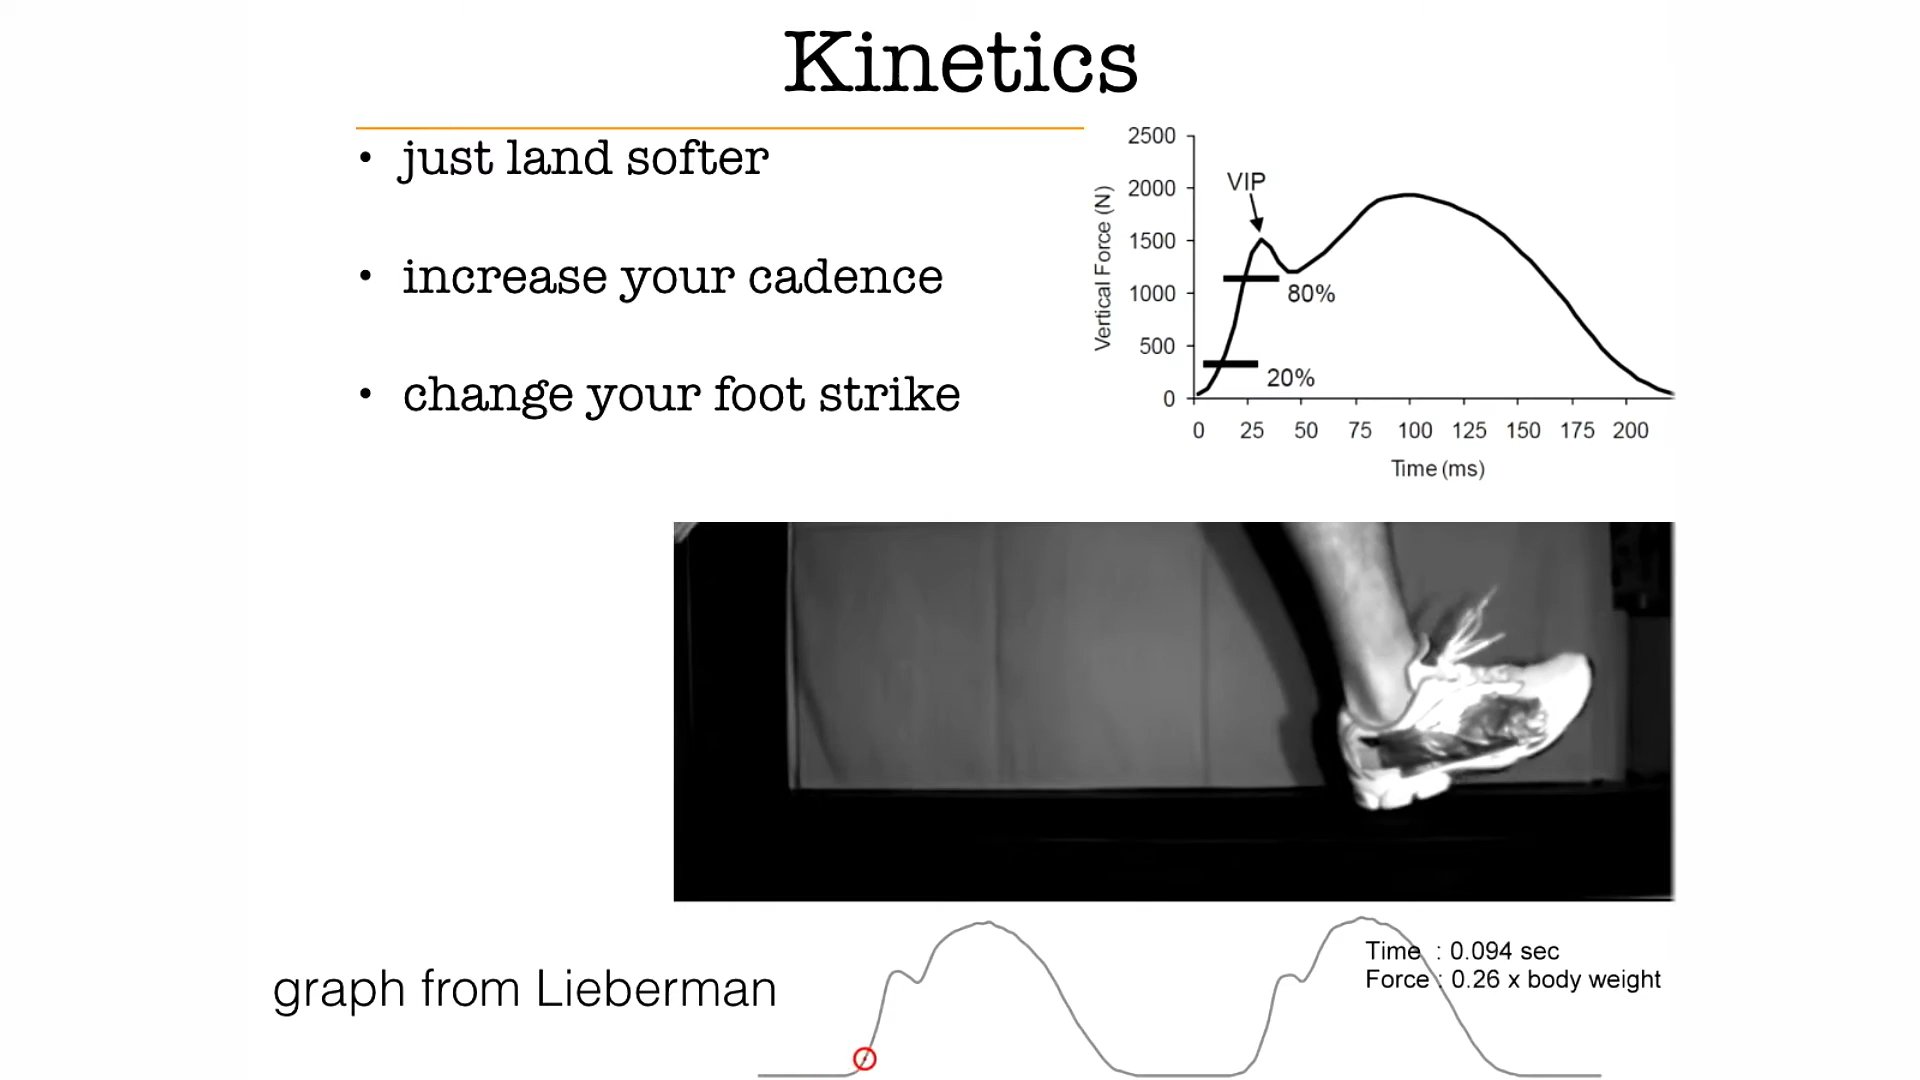 Kinetics
• just land softer
• increase your cadence
• change your foot strike
2500
2000
1500
1000
500
0
Vertical Force (N)
VIP
80%
20%
0 25 50 75 100 125 150 175 200
Time (ms)
Time : 0.094 sec
Force : 0.26 x body weight
graph from Lieberman